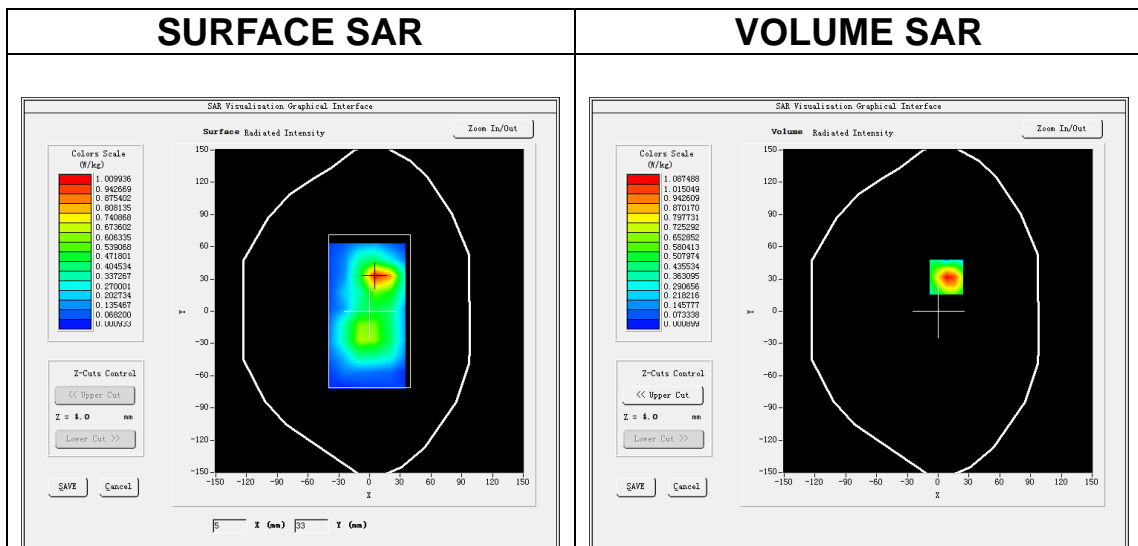 SURFACE SAR
VOLUME SAR
SAR Visualisation Graphical Interface
Surface Radiated Intensity
Zoom In/Out
Colors Scale
(W/kg)
1.009936
0.942669
0.875402
0.808135
0.740868
0.673602
0.606335
0.539068
0.471801
0.404534
0.337267
0.270001
0.202734
0.135467
0.068200
0.000933
150
120
90
60
30
0
-30
-60
-90
-120
-150
Y
-150 -120 -90 -60 -30 0 30 60 90 120 150
X
Z-Cuts Control
<< Upper Cut
Z = 4.0 mm
Lower Cut >>
SAVE Cancel
5 X (mm) 33 Y (mm)
SAR Visualisation Graphical Interface
Volume Radiated Intensity
Zoom In/Out
Colors Scale
(W/kg)
1.087488
1.015049
0.942609
0.870170
0.797731
0.725292
0.652852
0.580413
0.507974
0.435534
0.363095
0.290656
0.218216
0.145777
0.073338
0.000899
150
120
90
60
30
0
-30
-60
-90
-120
-150
Y
-150 -120 -90 -60 -30 0 30 60 90 120 150
X
Z-Cuts Control
<< Upper Cut
Z = 4.0 mm
Lower Cut >>
SAVE Cancel